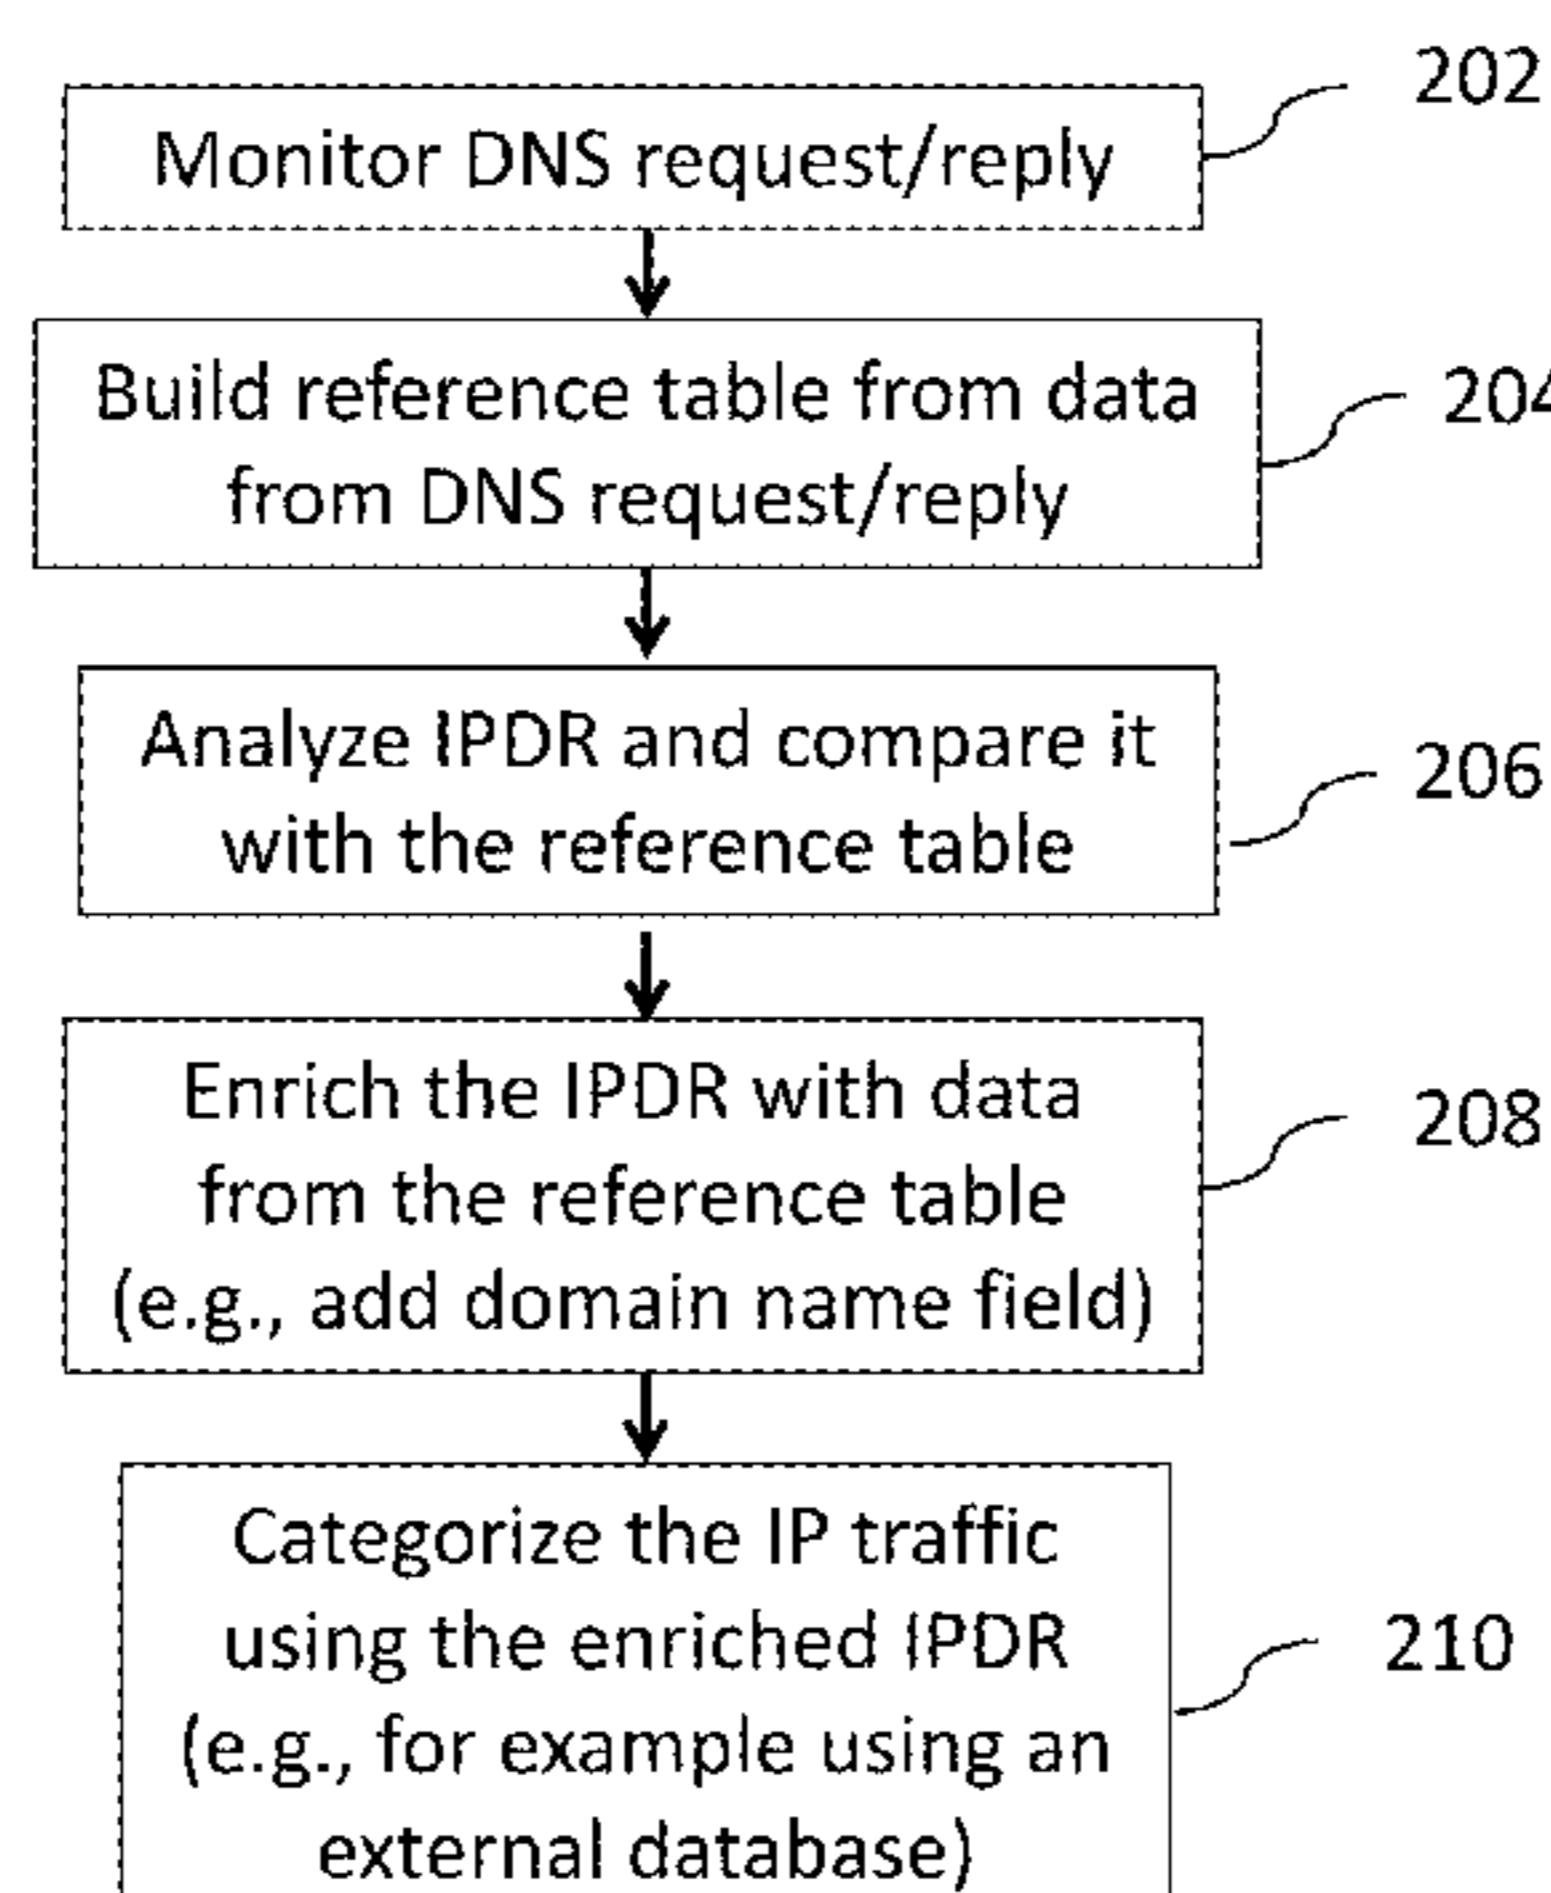 202
Monitor DNS request/reply
Build reference table from data
from DNS request/reply
204
Analyze IPDR and compare it
with the reference table
206
Enrich the IPDR with data
from the reference table
(e.g., add domain name field)
208
Categorize the IP traffic
using the enriched IPDR
(e.g., for example using an
external database)
210